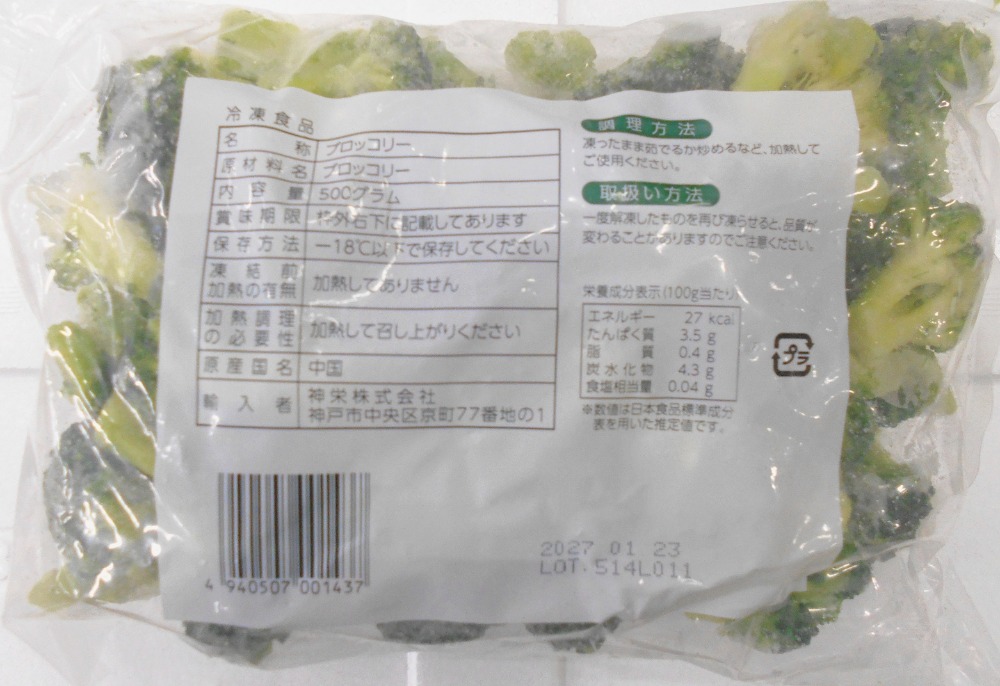 冷凍食品
名称 ブロッコリー
原材料名 ブロッコリー
内容量 500グラム
賞味期限 枠外右下に記載してあります
保存方法 －18℃以下で保存してください
凍結前
加熱の有無 加熱してありません
加熱調理
の必要性 加熱して召し上がりください
原産国名 中国
輸入者 神栄株式会社
神戸市中央区京町77番地の1
4 940507 001437
調理方法
凍ったまま茹でるか炒めるなど、加熱して
ご使用ください。
取扱い方法
一度解凍したものを再び凍らせると、品質が
変わることがありますのでご注意ください。
栄養成分表示(100g当たり)
エネルギー 27 kcal
たんぱく質 3.5 g
脂質 0.4 g
炭水化物 4.3 g
食塩相当量 0.04 g
※数値は日本食品標準成分
表を用いた推定値です。
プラ
2027 01 23
LOT.514L011